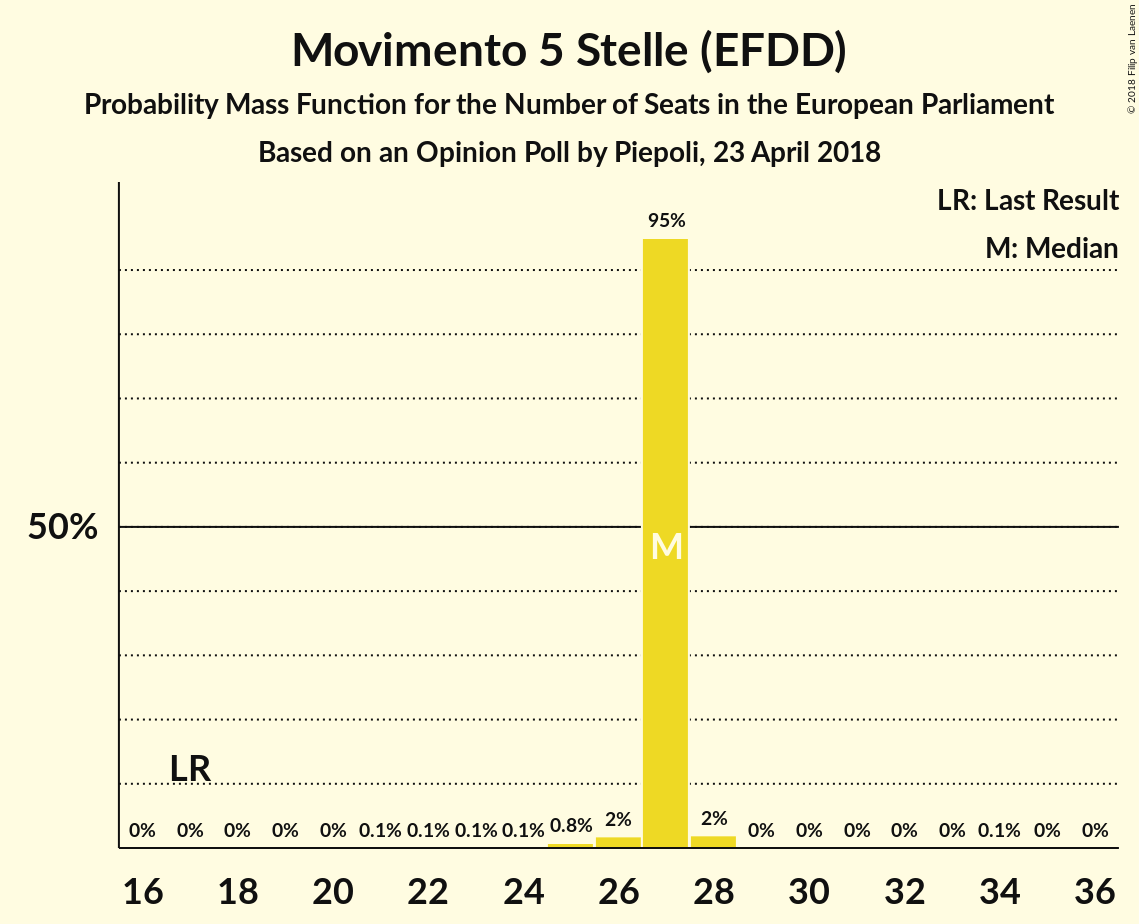 Movimento 5 Stelle (EFDD)
Probability Mass Function for the Number of Seats in the European Parliament
Based on an Opinion Poll by Piepoli, 23 April 2018
© 2018 Filip van Laenen
LR: Last Result
M: Median
95%
50%
M
LR
0% 0% 0% 0% 0% 0.1% 0.1% 0.1% 0.1% 0.8% 2% 2% 0% 0% 0% 0% 0% 0.1% 0% 0%
16 18 20 22 24 26 28 30 32 34 36